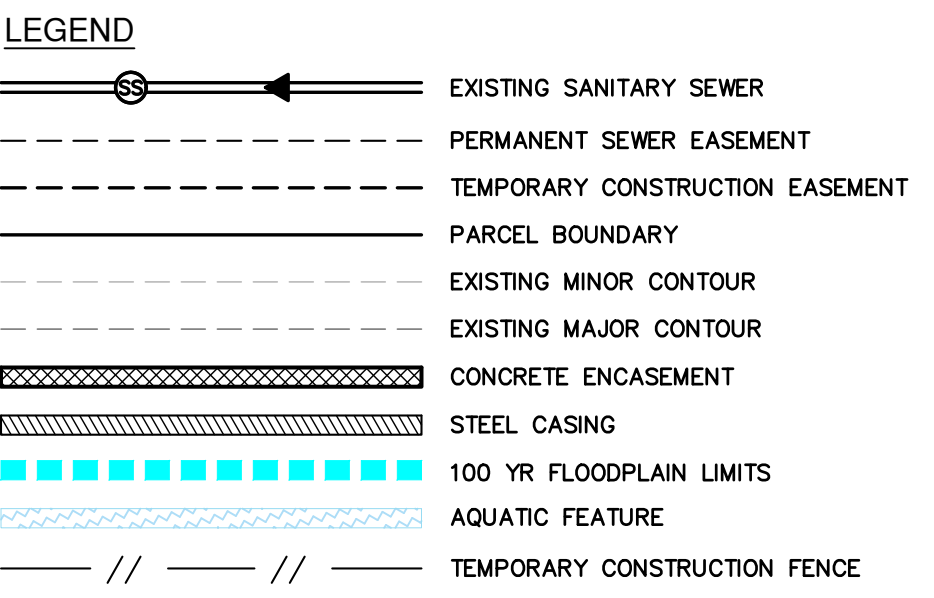 LEGEND
SS EXISTING SANITARY SEWER
PERMANENT SEWER EASEMENT
TEMPORARY CONSTRUCTION EASEMENT
PARCEL BOUNDARY
EXISTING MINOR CONTOUR
EXISTING MAJOR CONTOUR
CONCRETE ENCASEMENT
STEEL CASING
100 YR FLOODPLAIN LIMITS
AQUATIC FEATURE
TEMPORARY CONSTRUCTION FENCE